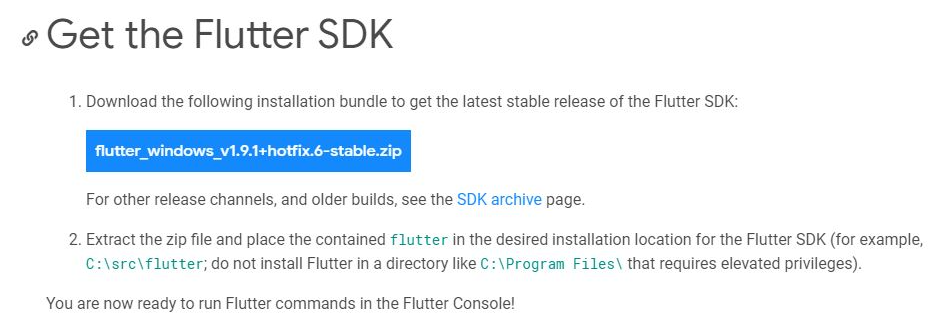 Get the Flutter SDK
1. Download the following installation bundle to get the latest stable release of the Flutter SDK:
flutter_windows_v1.9.1+hotfix.6-stable.zip
For other release channels, and older builds, see the SDK archive page.
2. Extract the zip file and place the contained flutter in the desired installation location for the Flutter SDK (for example,
C:\src\flutter; do not install Flutter in a directory like C:\Program Files\ that requires elevated privileges).
You are now ready to run Flutter commands in the Flutter Console!